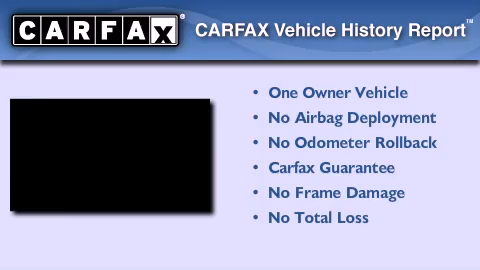 CARFAX® CARFAX Vehicle History Report™
• One Owner Vehicle
• No Airbag Deployment
• No Odometer Rollback
• Carfax Guarantee
• No Frame Damage
• No Total Loss